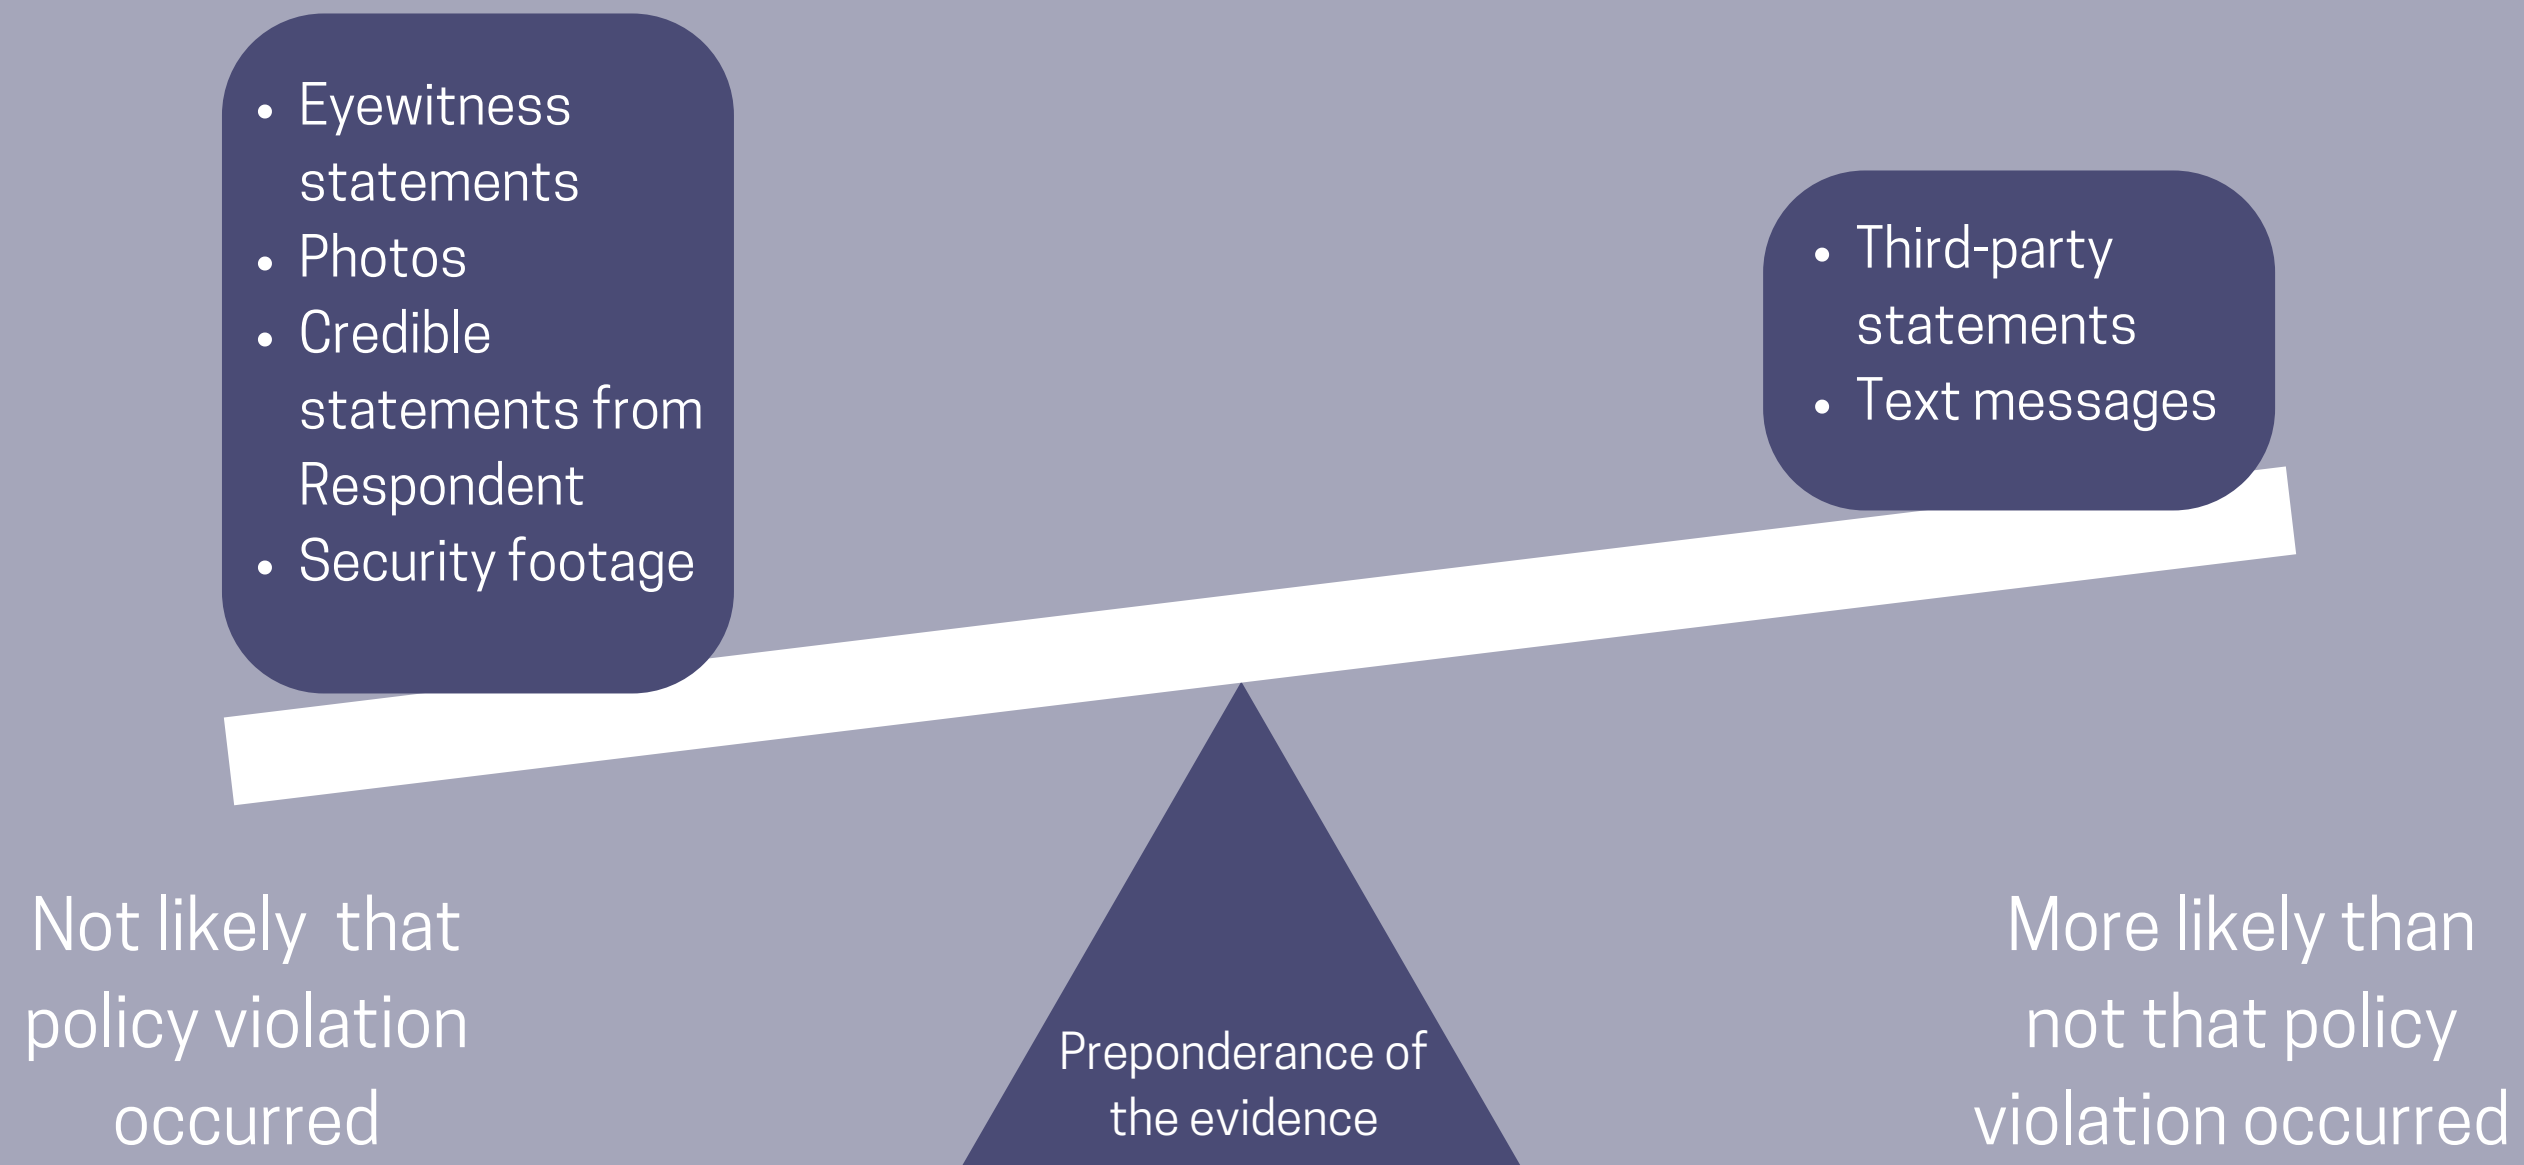 • Eyewitness
statements
• Photos
• Credible
statements from
Respondent
• Security footage
• Third-party
statements
• Text messages
Not likely that
policy violation
occurred
Preponderance of
the evidence
More likely than
not that policy
violation occurred